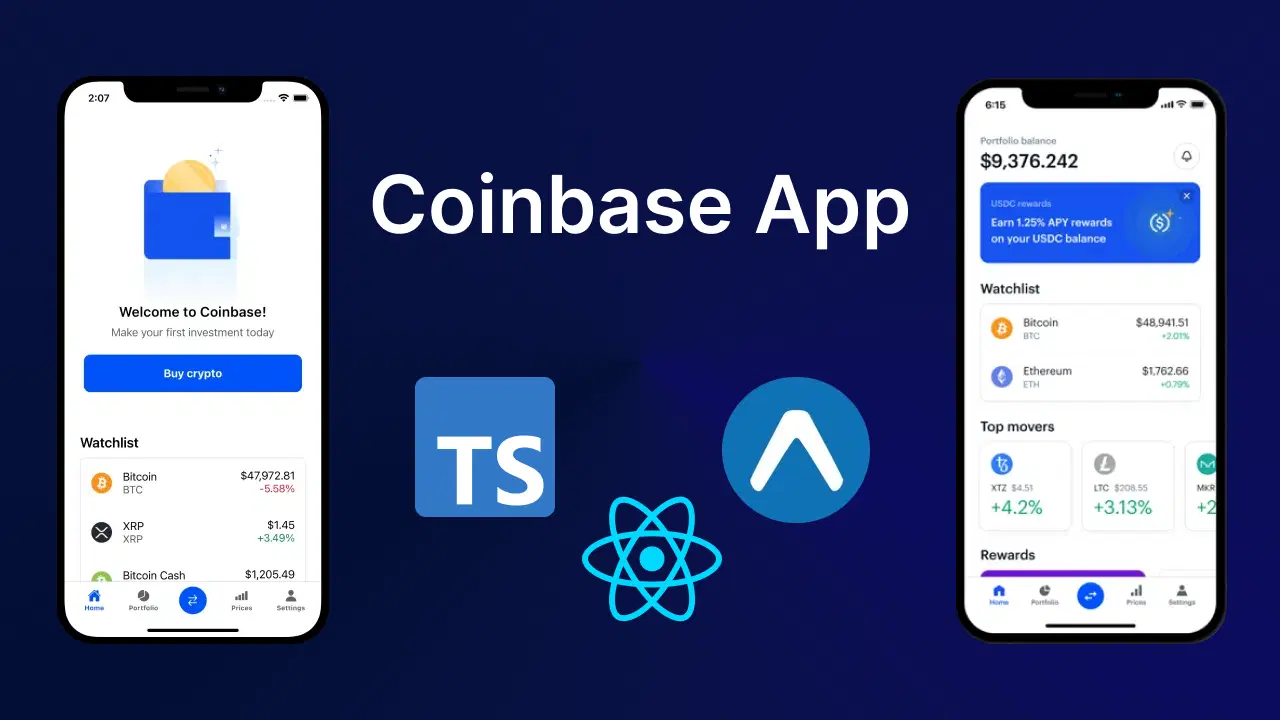 Coinbase App
TS
2:07
Welcome to Coinbase!
Make your first investment today
Buy crypto
Watchlist
Bitcoin $47,972.81
BTC -5.58%
XRP $1.45
XRP +3.49%
Bitcoin Cash $1,205.49
Home Portfolio Prices Settings
6:15
Portfolio balance
$9,376.242
USDC rewards
Earn 1.25% APY rewards
on your USDC balance
Watchlist
Bitcoin $48,941.51
BTC +2.01%
Ethereum $1,762.66
ETH +0.79%
Top movers
XTZ $4.51 LTC $208.55 MKR
+4.2% +3.13% +2
Rewards
Home Portfolio Prices Settings